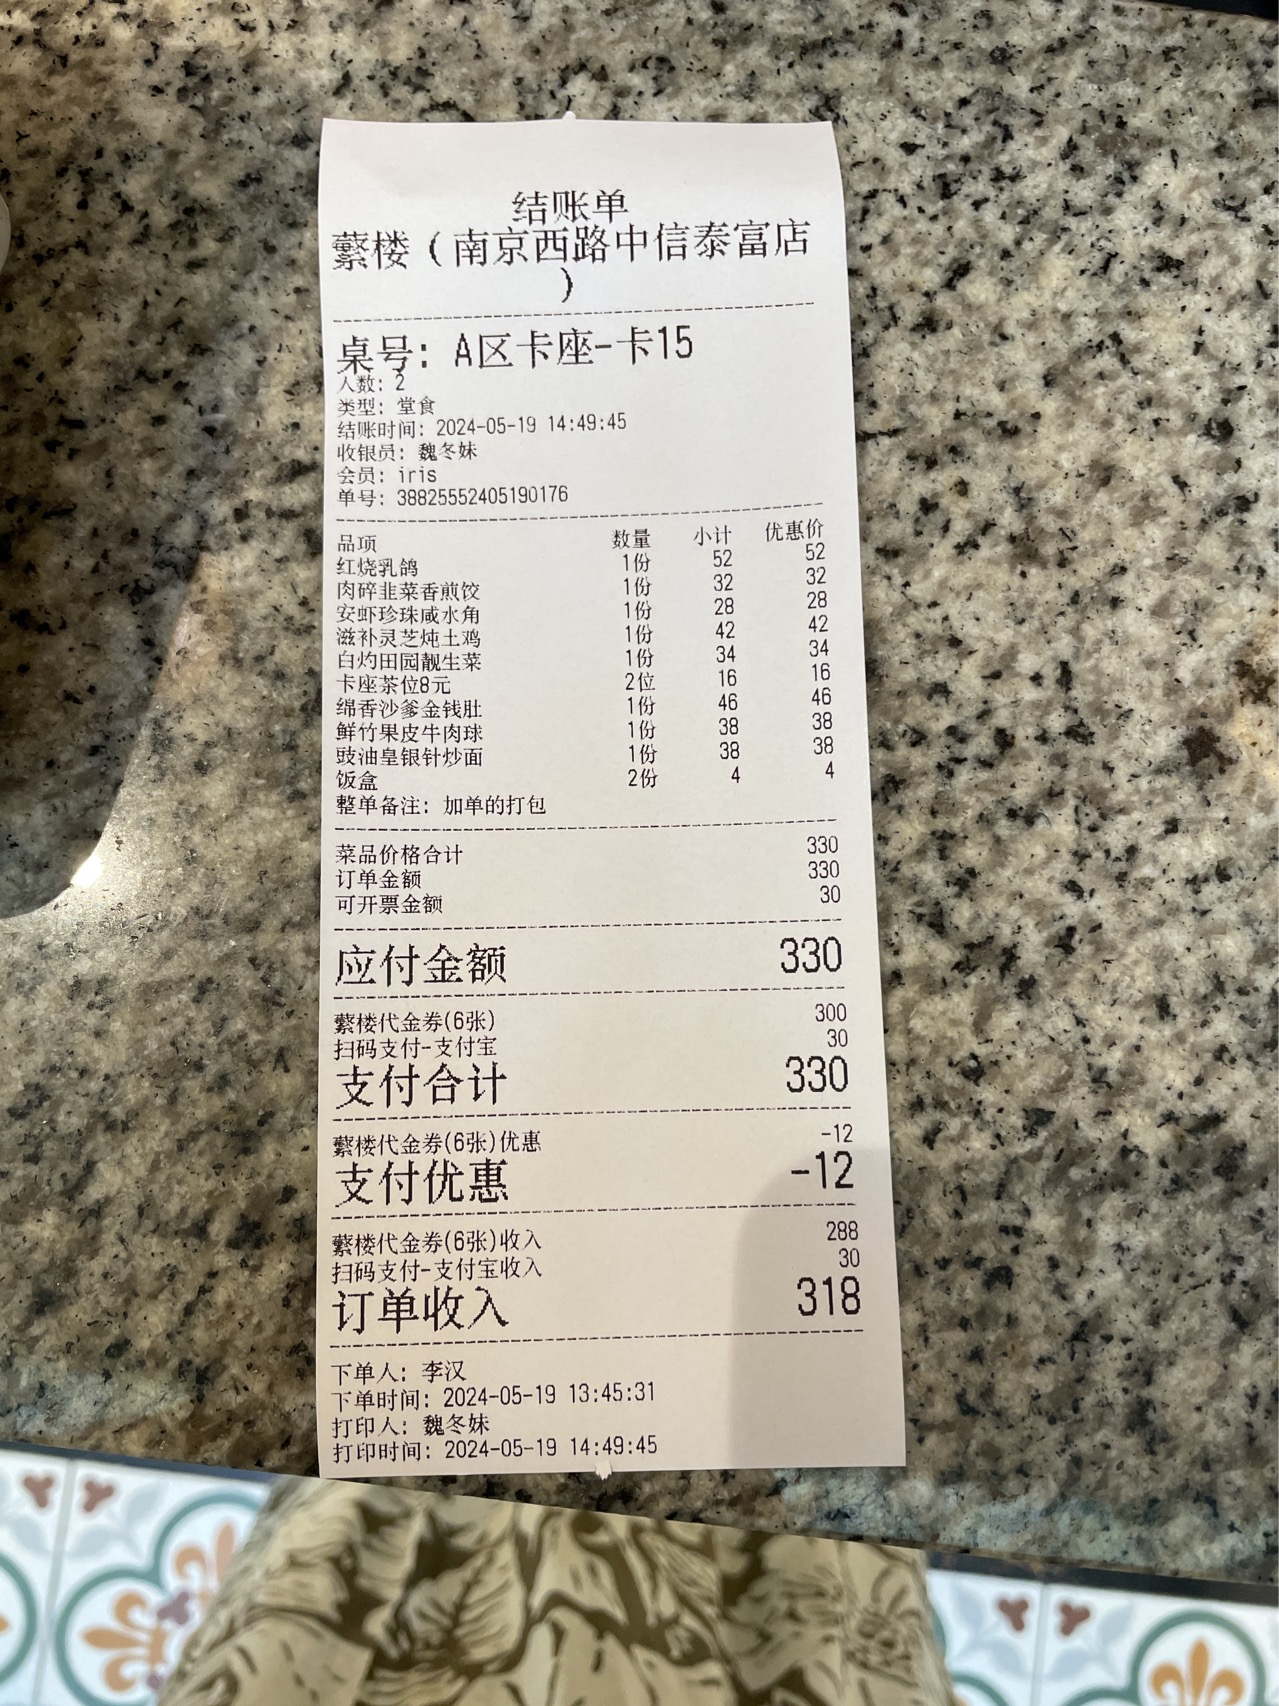 结账单
蘩楼（南京西路中信泰富店
）
桌号：A区卡座-卡15
人数：2
类型：堂食
结账时间：2024-05-19 14:49:45
收银员：魏冬妹
会员：iris
单号：38825552405190176
品项 数量 小计 优惠价
红烧乳鸽 1份 52 52
肉碎韭菜香煎饺 1份 32 32
安虾珍珠咸水角 1份 28 28
滋补灵芝炖土鸡 1份 42 42
白灼田园靓生菜 1份 34 34
卡座茶位8元 2位 16 16
绵香沙爹金钱肚 1份 46 46
鲜竹果皮牛肉球 1份 38 38
豉油皇银针炒面 1份 38 38
饭盒 2份 4 4
整单备注：加单的打包
菜品价格合计 330
订单金额 330
可开票金额 30
应付金额 330
蘩楼代金券(6张) 300
扫码支付-支付宝 30
支付合计 330
蘩楼代金券(6张)优惠 -12
支付优惠 -12
蘩楼代金券(6张)收入 288
扫码支付-支付宝收入 30
订单收入 318
下单人：李汉
下单时间：2024-05-19 13:45:31
打印人：魏冬妹
打印时间：2024-05-19 14:49:45